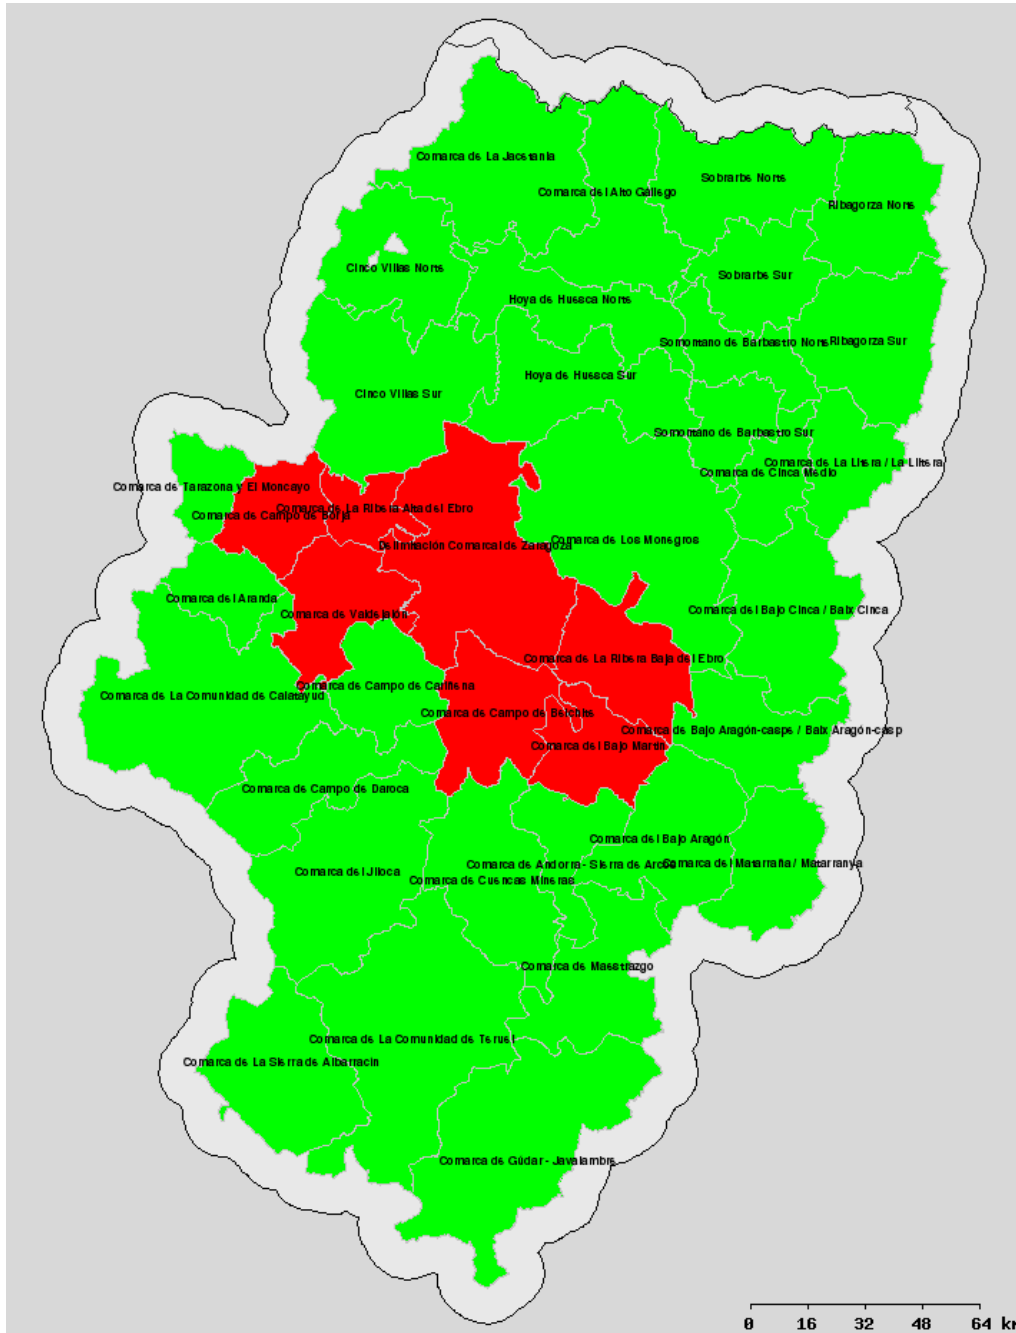 Comarca de La Jacetania
Sobrarbe Norte
Comarca del Alto Gállego
Ribagorza Norte
Cinco Villas Norte
Sobrarbe Sur
Hoya de Huesca Norte
Somontano de Barbastro Norte
Ribagorza Sur
Hoya de Huesca Sur
Cinco Villas Sur
Somontano de Barbastro Sur
Comarca de La Litera / La Llitera
Comarca de Cinca Medio
Comarca de Tarazona y El Moncayo
Comarca de La Ribera Alta del Ebro
Comarca de Campo de Borja
Comarca de Los Monegros
Delimitación Comarcal de Zaragoza
Comarca del Aranda
Comarca del Bajo Cinca / Baix Cinca
Comarca de Valdejalón
Comarca de La Ribera Baja del Ebro
Comarca de Campo de Cariñena
Comarca de La Comunidad de Calatayud
Comarca de Campo de Belchite
Comarca de Bajo Aragón-caspe / Baix Aragón-casp
Comarca del Bajo Martín
Comarca de Campo de Daroca
Comarca del Bajo Aragón
Comarca de Andorra - Sierra de Arcos
Comarca del Matarraña / Matarranya
Comarca del Jiloca
Comarca de Cuencas Mineras
Comarca de Maestrazgo
Comarca de La Comunidad de Teruel
Comarca de La Sierra de Albarracín
Comarca de Gúdar - Javalambre
0 16 32 48 64 km